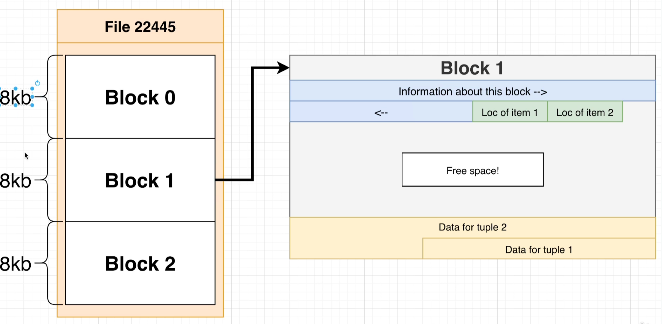 File 22445
8kb
Block 0
8kb
Block 1
8kb
Block 2
Block 1
Information about this block -->
<--
Loc of item 1
Loc of item 2
Free space!
Data for tuple 2
Data for tuple 1